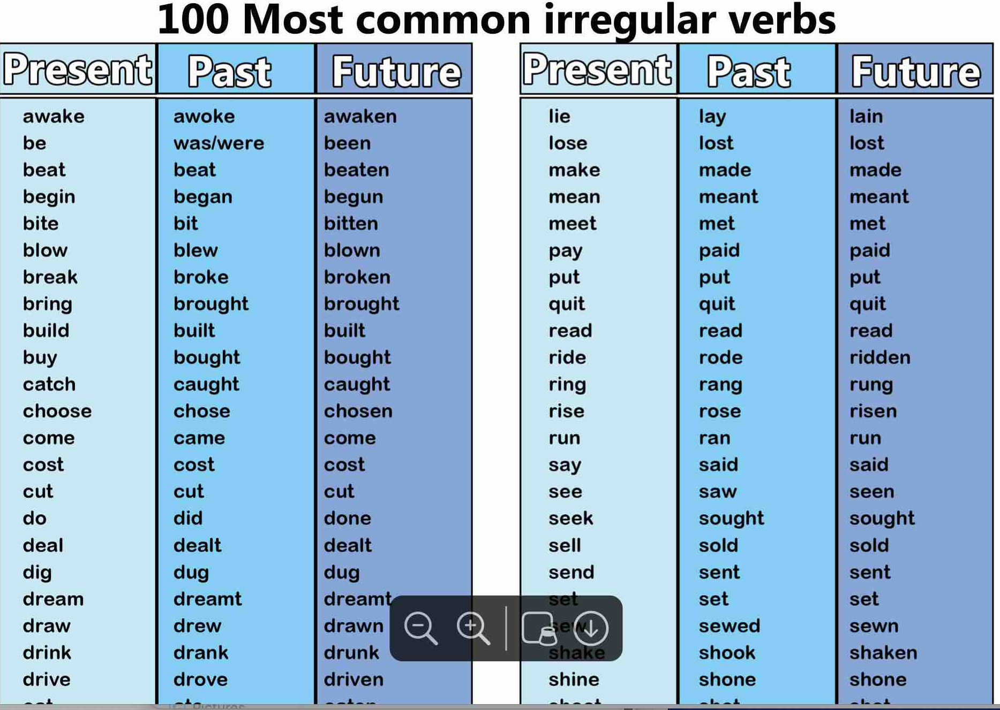 100 Most common irregular verbs
Present Past Future
awake awoke awaken
be was/were been
beat beat beaten
begin began begun
bite bit bitten
blow blew blown
break broke broken
bring brought brought
build built built
buy bought bought
catch caught caught
choose chose chosen
come came come
cost cost cost
cut cut cut
do did done
deal dealt dealt
dig dug dug
dream dreamt dreamt
draw drew drawn
drink drank drunk
drive drove driven
eat ate eaten
Pictures
Present Past Future
lie lay lain
lose lost lost
make made made
mean meant meant
meet met met
pay paid paid
put put put
quit quit quit
read read read
ride rode ridden
ring rang rung
rise rose risen
run ran run
say said said
see saw seen
seek sought sought
sell sold sold
send sent sent
set set set
sew sewed sewn
shake shook shaken
shine shone shone
shoot shot shot